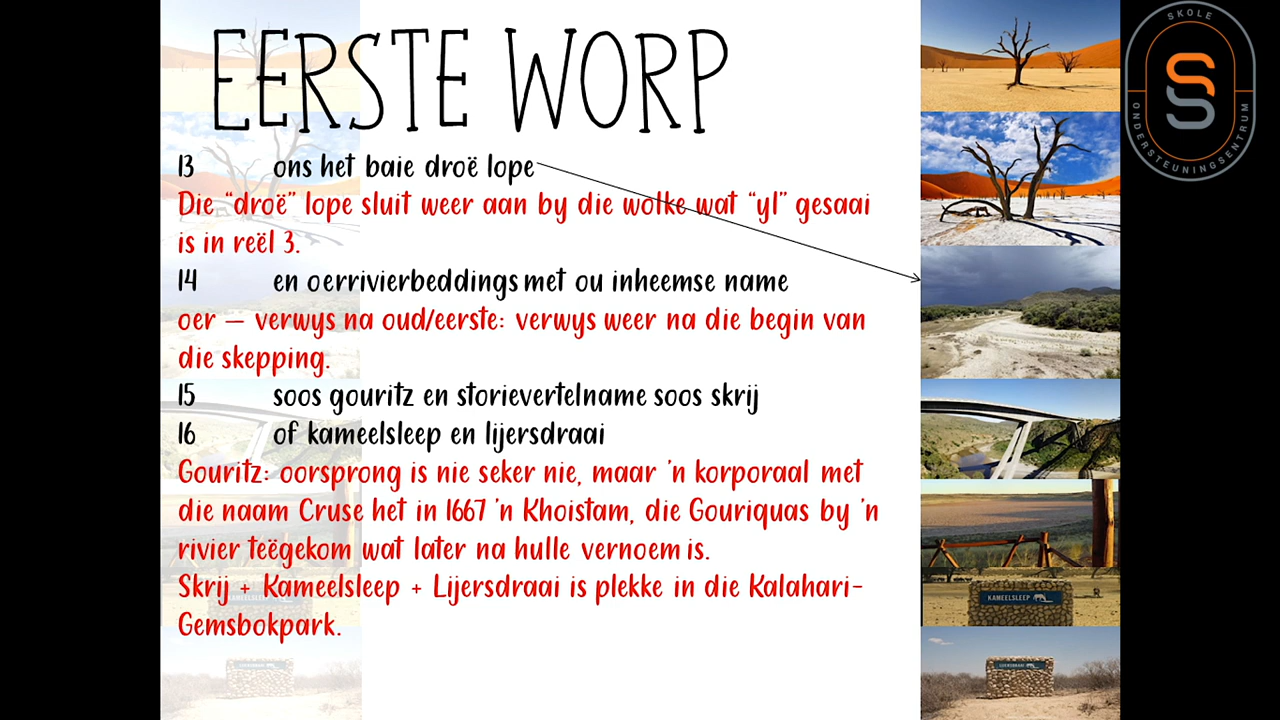 EERSTE WORP
13 ons het baie droë lope
Die “droë” lope sluit weer aan by die wolke wat “yl” gesaai
is in reël 3.
14 en oerrivierbeddings met ou inheemse name
oer – verwys na oud/eerste: verwys weer na die begin van
die skepping.
15 soos gouritz en storievertelname soos skrij
16 of kameelsleep en lijersdraai
Gouritz: oorsprong is nie seker nie, maar ’n korporaal met
die naam Cruse het in 1667 ’n Khoistam, die Gouriquas by ’n
rivier teëgekom wat later na hulle vernoem is.
Skrij + Kameelsleep + Lijersdraai is plekke in die Kalahari-
Gemsbokpark.
SKOLE
SS
ONDERSTEUNINGSENTRUM
KAMEELSLEEP